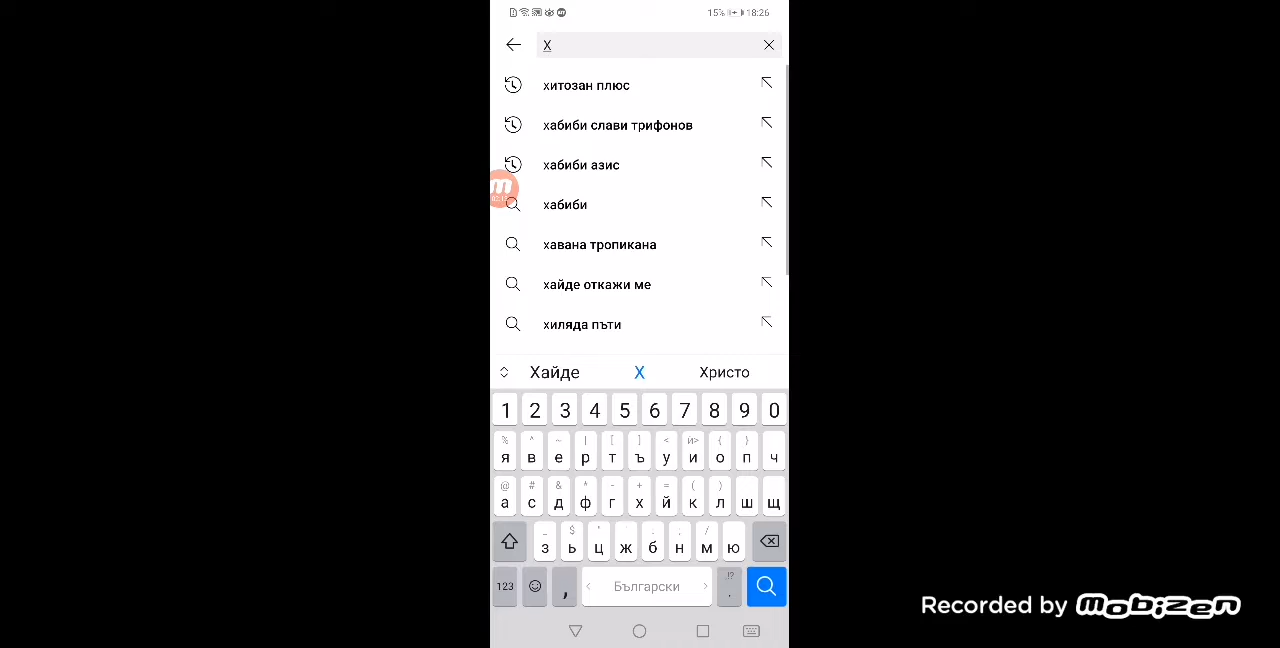 15% 18:26
Х
хитозан плюс
хабиби слави трифонов
хабиби азис
хабиби
хавана тропикана
хайде откажи ме
хиляда пъти
Хайде Х Христо
1 2 3 4 5 6 7 8 9 0
% ^ ~ | [ ] < ѝ> { }
я в е р т ъ у и о п ч
@ # & * - + = ( )
а с д ф г х й к л ш щ
з ь ц ж б н м ю
123 , Български .
Recorded by mobizen